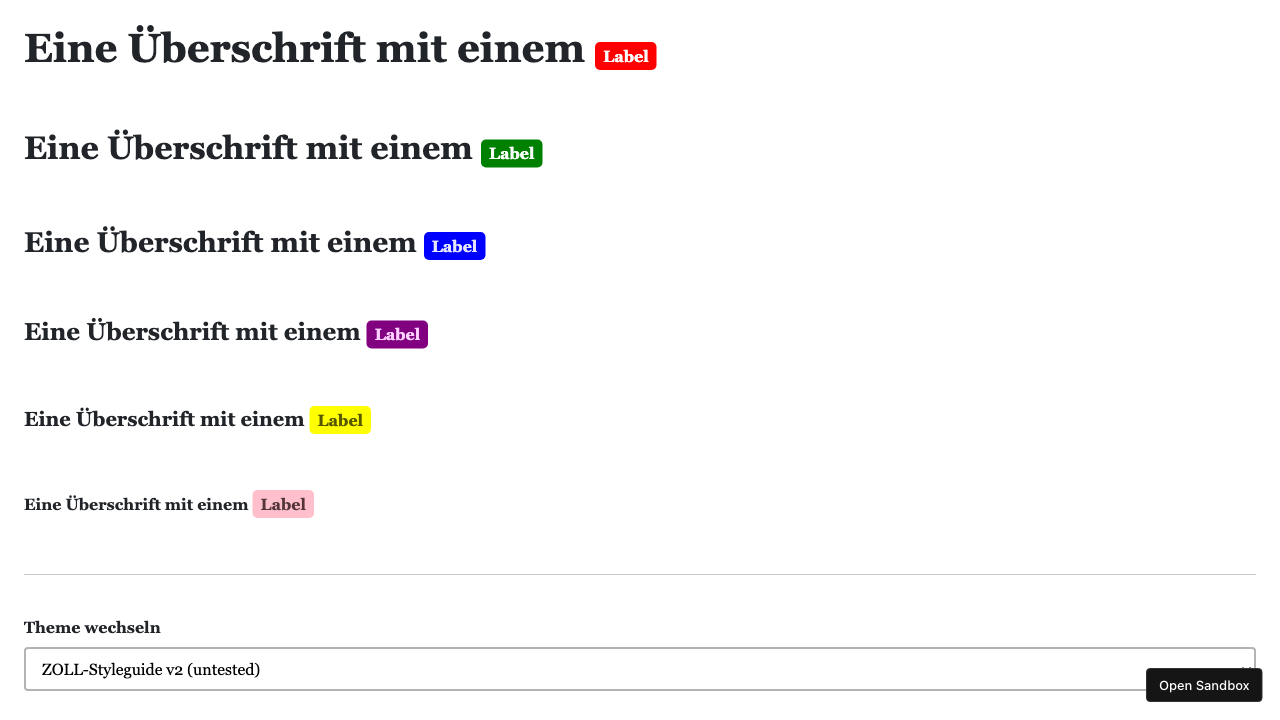 Eine Überschrift mit einem Label
Eine Überschrift mit einem Label
Eine Überschrift mit einem Label
Eine Überschrift mit einem Label
Eine Überschrift mit einem Label
Eine Überschrift mit einem Label
Theme wechseln
ZOLL-Styleguide v2 (untested)
Open Sandbox